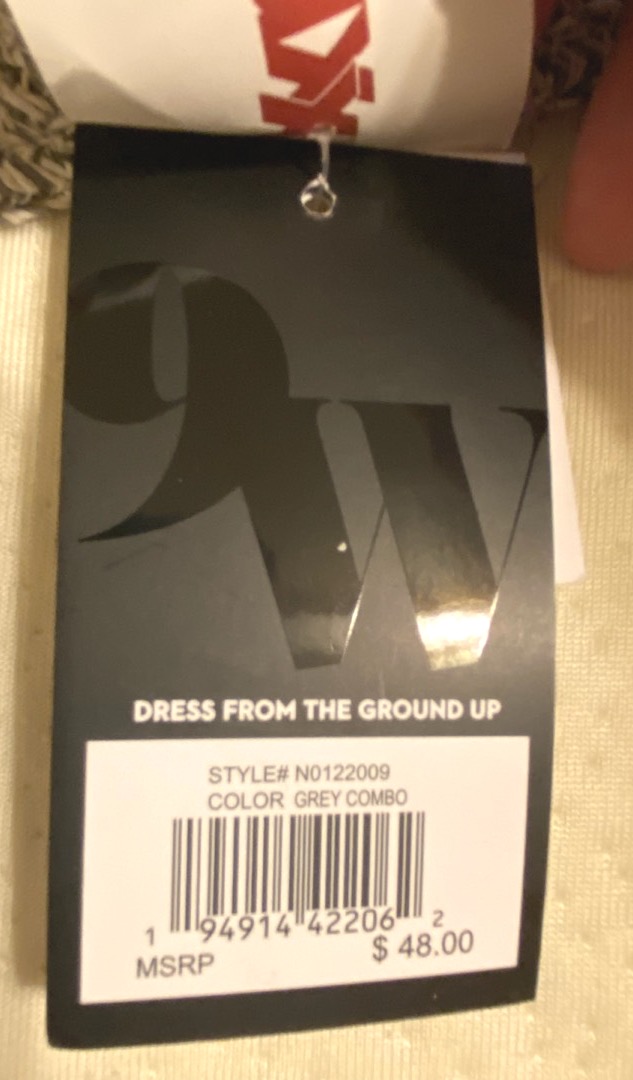 9W
DRESS FROM THE GROUND UP
STYLE# N0122009
COLOR GREY COMBO
1 94914 42206 2
MSRP $ 48.00